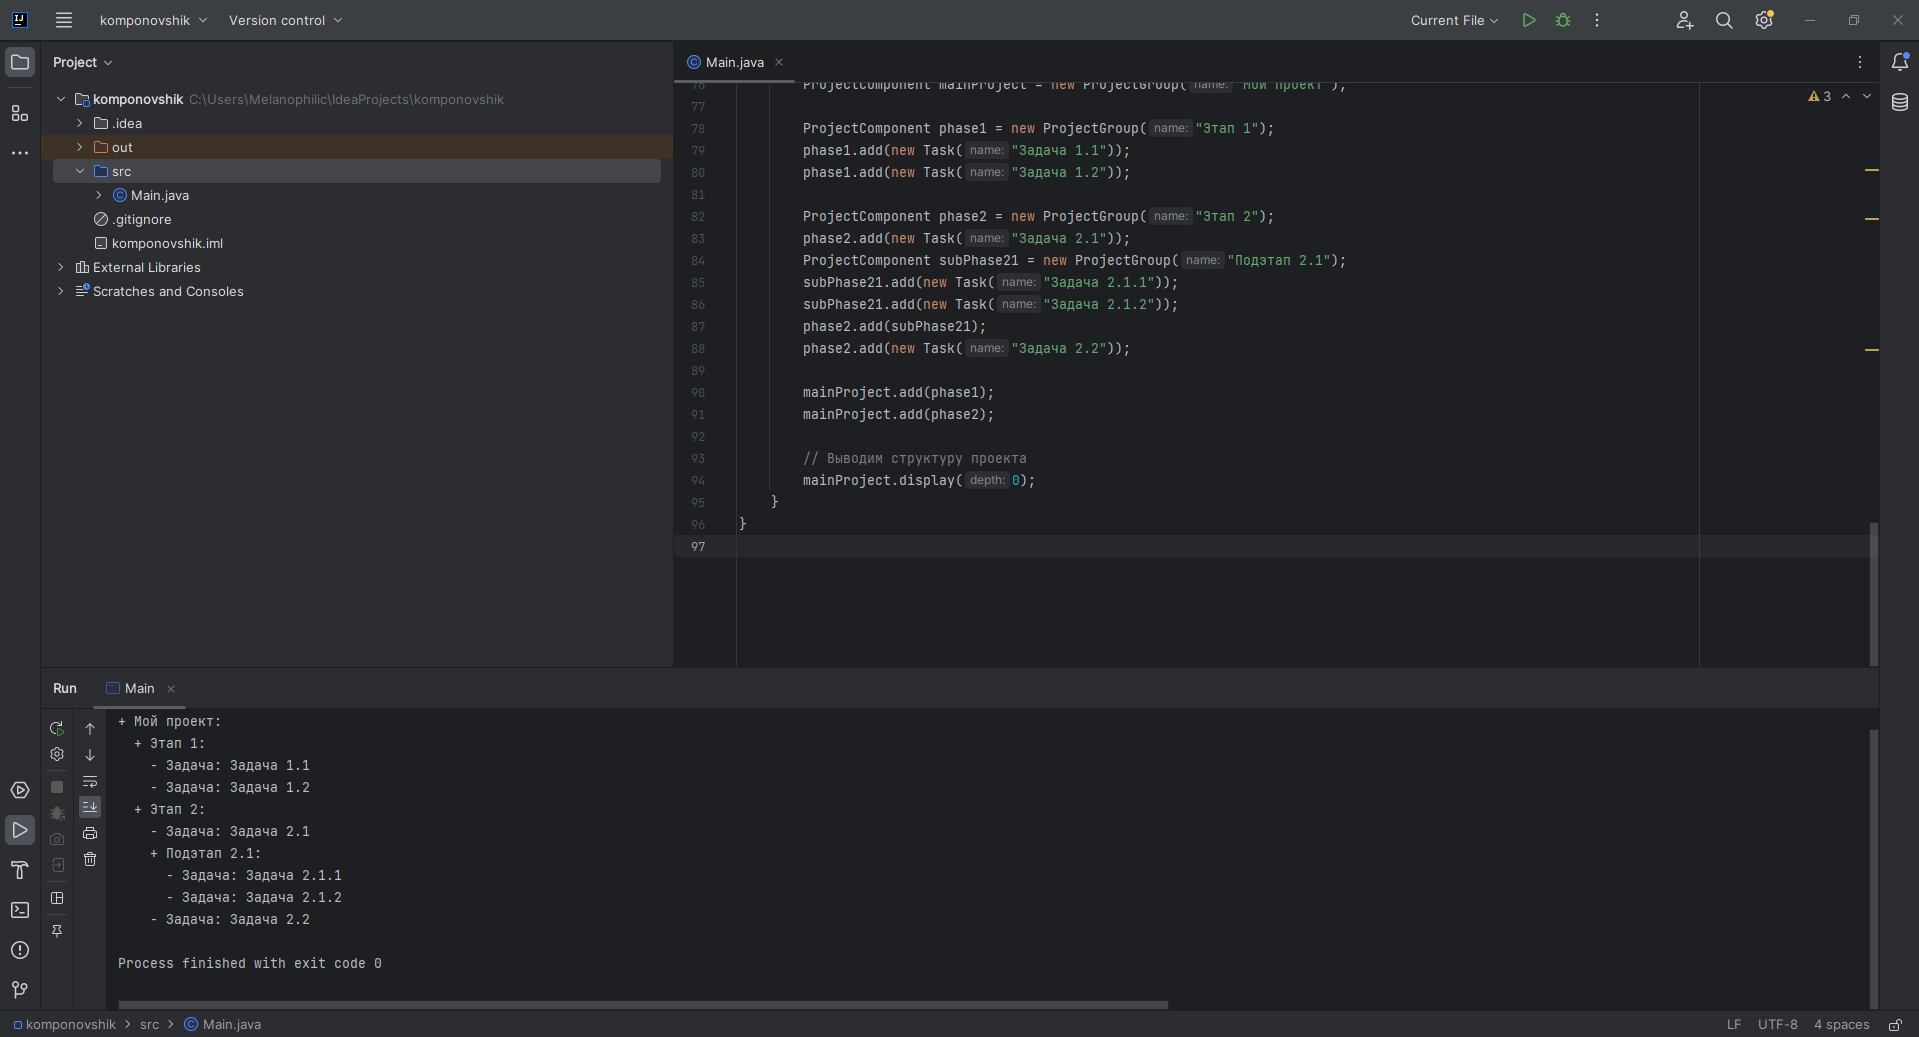 komponovshik Version control Current File
Project
Main.java
komponovshik C:\Users\Melanophilic\IdeaProjects\komponovshik
.idea
out
src
Main.java
.gitignore
komponovshik.iml
External Libraries
Scratches and Consoles
3
76 ProjectComponent mainProject = new ProjectGroup( name: "Мой проект");
77
78 ProjectComponent phase1 = new ProjectGroup( name: "Этап 1");
79 phase1.add(new Task( name: "Задача 1.1"));
80 phase1.add(new Task( name: "Задача 1.2"));
81
82 ProjectComponent phase2 = new ProjectGroup( name: "Этап 2");
83 phase2.add(new Task( name: "Задача 2.1"));
84 ProjectComponent subPhase21 = new ProjectGroup( name: "Подэтап 2.1");
85 subPhase21.add(new Task( name: "Задача 2.1.1"));
86 subPhase21.add(new Task( name: "Задача 2.1.2"));
87 phase2.add(subPhase21);
88 phase2.add(new Task( name: "Задача 2.2"));
89
90 mainProject.add(phase1);
91 mainProject.add(phase2);
92
93 // Выводим структуру проекта
94 mainProject.display( depth: 0);
95 }
96 }
97
Run Main
+ Мой проект:
+ Этап 1:
- Задача: Задача 1.1
- Задача: Задача 1.2
+ Этап 2:
- Задача: Задача 2.1
+ Подэтап 2.1:
- Задача: Задача 2.1.1
- Задача: Задача 2.1.2
- Задача: Задача 2.2
Process finished with exit code 0
komponovshik > src > Main.java LF UTF-8 4 spaces